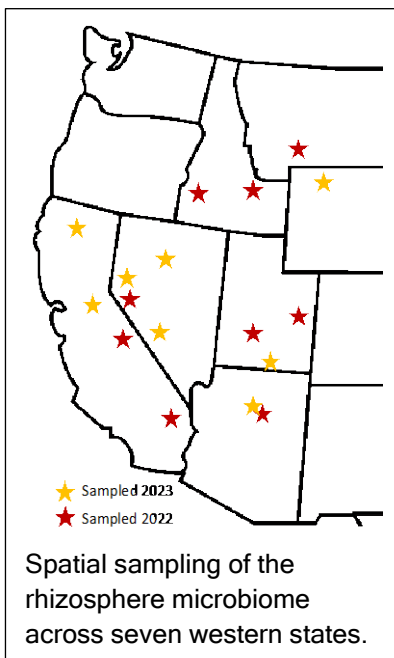 Sampled 2023
Sampled 2022
Spatial sampling of the
rhizosphere microbiome
across seven western states.